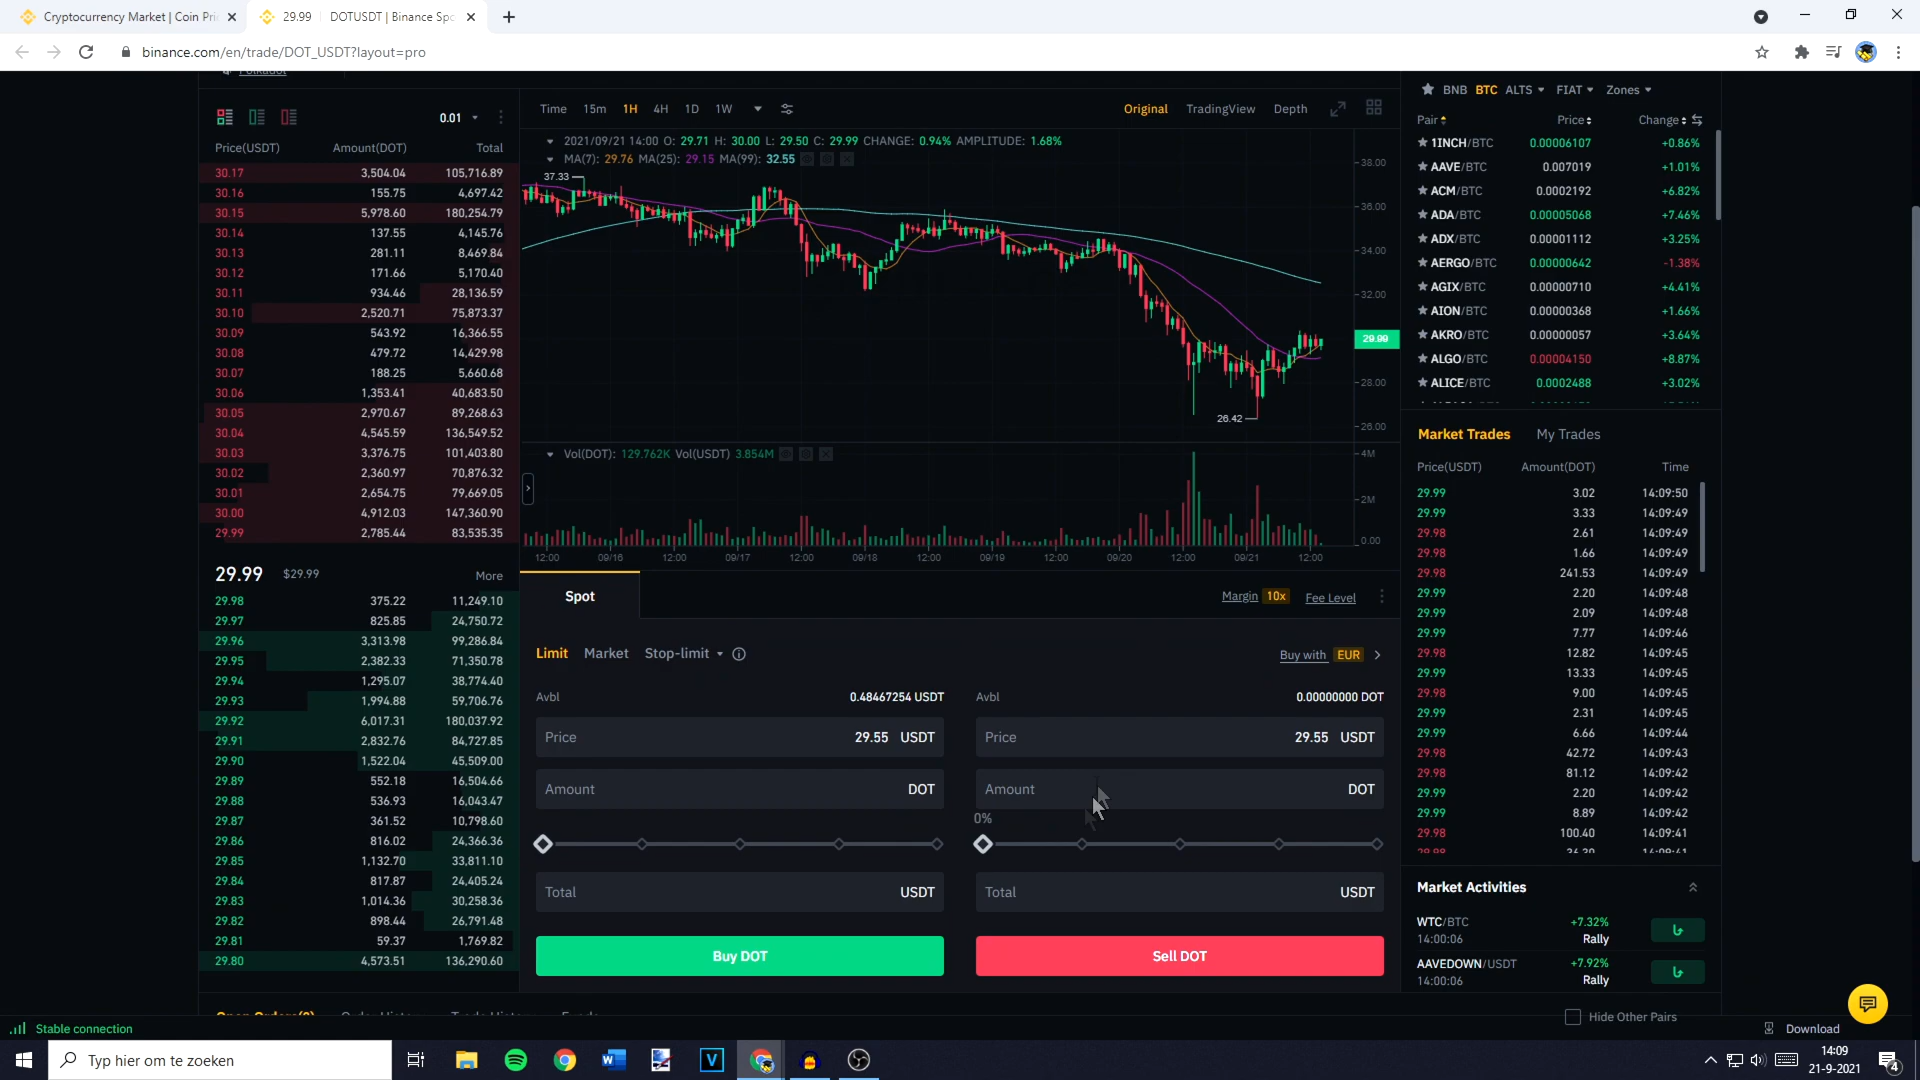 Cryptocurrency Market | Coin Pri
29.99 DOTUSDT | Binance Spo
binance.com/en/trade/DOT_USDT?layout=pro
Polkadot
0.01
Price(USDT) Amount(DOT) Total
30.17 3,504.04 105,716.89
30.16 155.75 4,697.42
30.15 5,978.60 180,254.79
30.14 137.55 4,145.76
30.13 281.11 8,469.84
30.12 171.66 5,170.40
30.11 934.46 28,136.59
30.10 2,520.71 75,873.37
30.09 543.92 16,366.55
30.08 479.72 14,429.98
30.07 188.25 5,660.68
30.06 1,353.41 40,683.50
30.05 2,970.67 89,268.63
30.04 4,545.59 136,549.52
30.03 3,376.75 101,403.80
30.02 2,360.97 70,876.32
30.01 2,654.75 79,669.05
30.00 4,912.03 147,360.90
29.99 2,785.44 83,535.35
29.99 $29.99 More
29.98 375.22 11,249.10
29.97 825.85 24,750.72
29.96 3,313.98 99,286.84
29.95 2,382.33 71,350.78
29.94 1,295.07 38,774.40
29.93 1,994.88 59,706.76
29.92 6,017.31 180,037.92
29.91 2,832.76 84,727.85
29.90 1,522.04 45,509.00
29.89 552.18 16,504.66
29.88 536.93 16,043.47
29.87 361.52 10,798.60
29.86 816.02 24,366.36
29.85 1,132.70 33,811.10
29.84 817.87 24,405.24
29.83 1,014.36 30,258.36
29.82 898.44 26,791.48
29.81 59.37 1,769.82
29.80 4,573.51 136,290.60
Time 15m 1H 4H 1D 1W
Original TradingView Depth
2021/09/21 14:00 O: 29.71 H: 30.00 L: 29.50 C: 29.99 CHANGE: 0.94% AMPLITUDE: 1.68%
MA(7): 29.76 MA(25): 29.15 MA(99): 32.55
37.33
26.42
38.00
36.00
34.00
32.00
29.99
28.00
26.00
Vol(DOT): 129.762K Vol(USDT) 3.854M
4M
2M
0.00
12:00 09/16 12:00 09/17 12:00 09/18 12:00 09/19 12:00 09/20 12:00 09/21 12:00
Spot
Margin 10x Fee Level
Limit Market Stop-limit
Buy with EUR
Avbl 0.48467254 USDT
Price 29.55 USDT
Amount DOT
Total USDT
Buy DOT
Avbl 0.00000000 DOT
Price 29.55 USDT
Amount DOT
0%
Total USDT
Sell DOT
BNB BTC ALTS FIAT Zones
Pair Price Change
1INCH/BTC 0.00006107 +0.86%
AAVE/BTC 0.007019 +1.01%
ACM/BTC 0.0002192 +6.82%
ADA/BTC 0.00005068 +7.46%
ADX/BTC 0.00001112 +3.25%
AERGO/BTC 0.00000642 -1.38%
AGIX/BTC 0.00000710 +4.41%
AION/BTC 0.00000368 +1.66%
AKRO/BTC 0.00000057 +3.64%
ALGO/BTC 0.00004150 +8.87%
ALICE/BTC 0.0002488 +3.02%
Market Trades My Trades
Price(USDT) Amount(DOT) Time
29.99 3.02 14:09:50
29.99 3.33 14:09:49
29.98 2.61 14:09:49
29.98 1.66 14:09:49
29.98 241.53 14:09:49
29.99 2.20 14:09:48
29.99 2.09 14:09:48
29.99 7.77 14:09:46
29.98 12.82 14:09:45
29.99 13.33 14:09:45
29.98 9.00 14:09:45
29.99 2.31 14:09:45
29.99 6.66 14:09:44
29.98 42.72 14:09:43
29.98 81.12 14:09:42
29.99 2.20 14:09:42
29.99 8.89 14:09:42
29.98 100.40 14:09:41
Market Activities
WTC/BTC +7.32%
14:00:06 Rally
AAVEDOWN/USDT +7.92%
14:00:06 Rally
Open Orders(0) Order History Trade History Funds
Hide Other Pairs
Stable connection
Download
Typ hier om te zoeken
14:09
21-9-2021
4